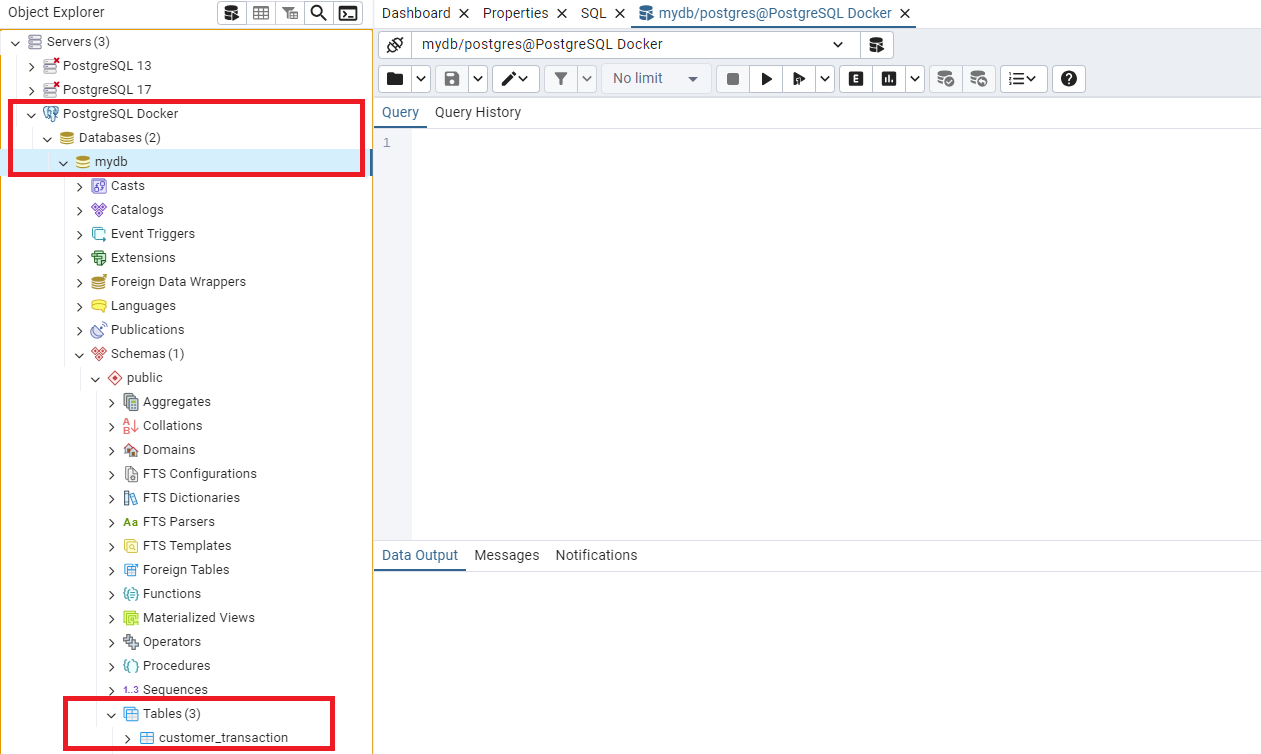 Object Explorer
Servers (3)
PostgreSQL 13
PostgreSQL 17
PostgreSQL Docker
Databases (2)
mydb
Casts
Catalogs
Event Triggers
Extensions
Foreign Data Wrappers
Languages
Publications
Schemas (1)
public
Aggregates
Collations
Domains
FTS Configurations
FTS Dictionaries
Aa FTS Parsers
FTS Templates
Foreign Tables
Functions
Materialized Views
Operators
Procedures
1..3 Sequences
Tables (3)
customer_transaction
Dashboard Properties SQL mydb/postgres@PostgreSQL Docker
mydb/postgres@PostgreSQL Docker
No limit E
Query Query History
1
Data Output Messages Notifications